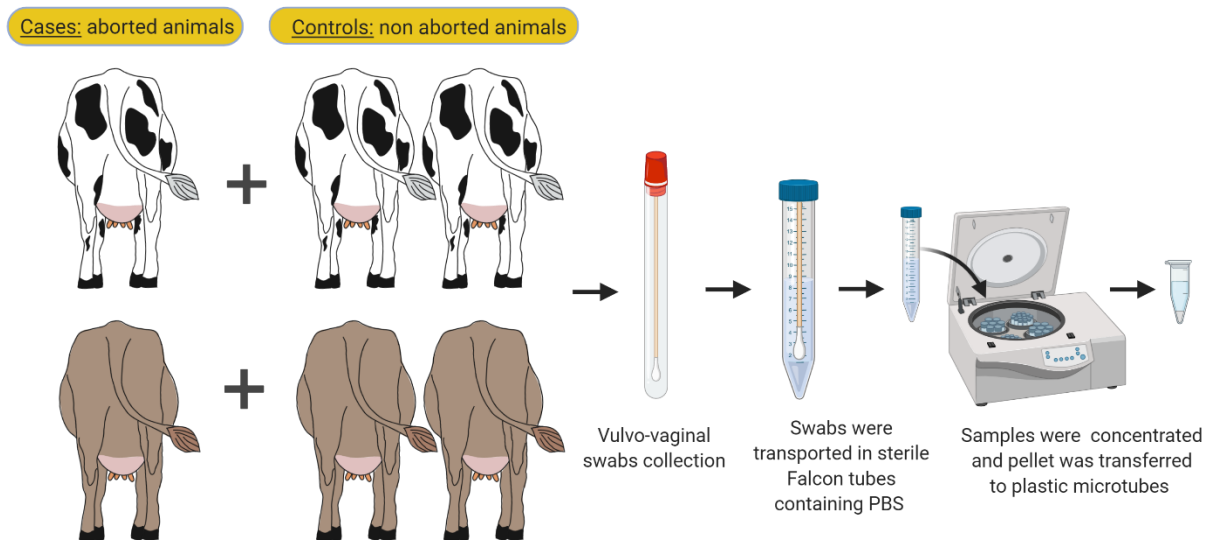 Cases: aborted animals
Controls: non aborted animals
Vulvo-vaginal
swabs collection
Swabs were
transported in sterile
Falcon tubes
containing PBS
Samples were concentrated
and pellet was transferred
to plastic microtubes